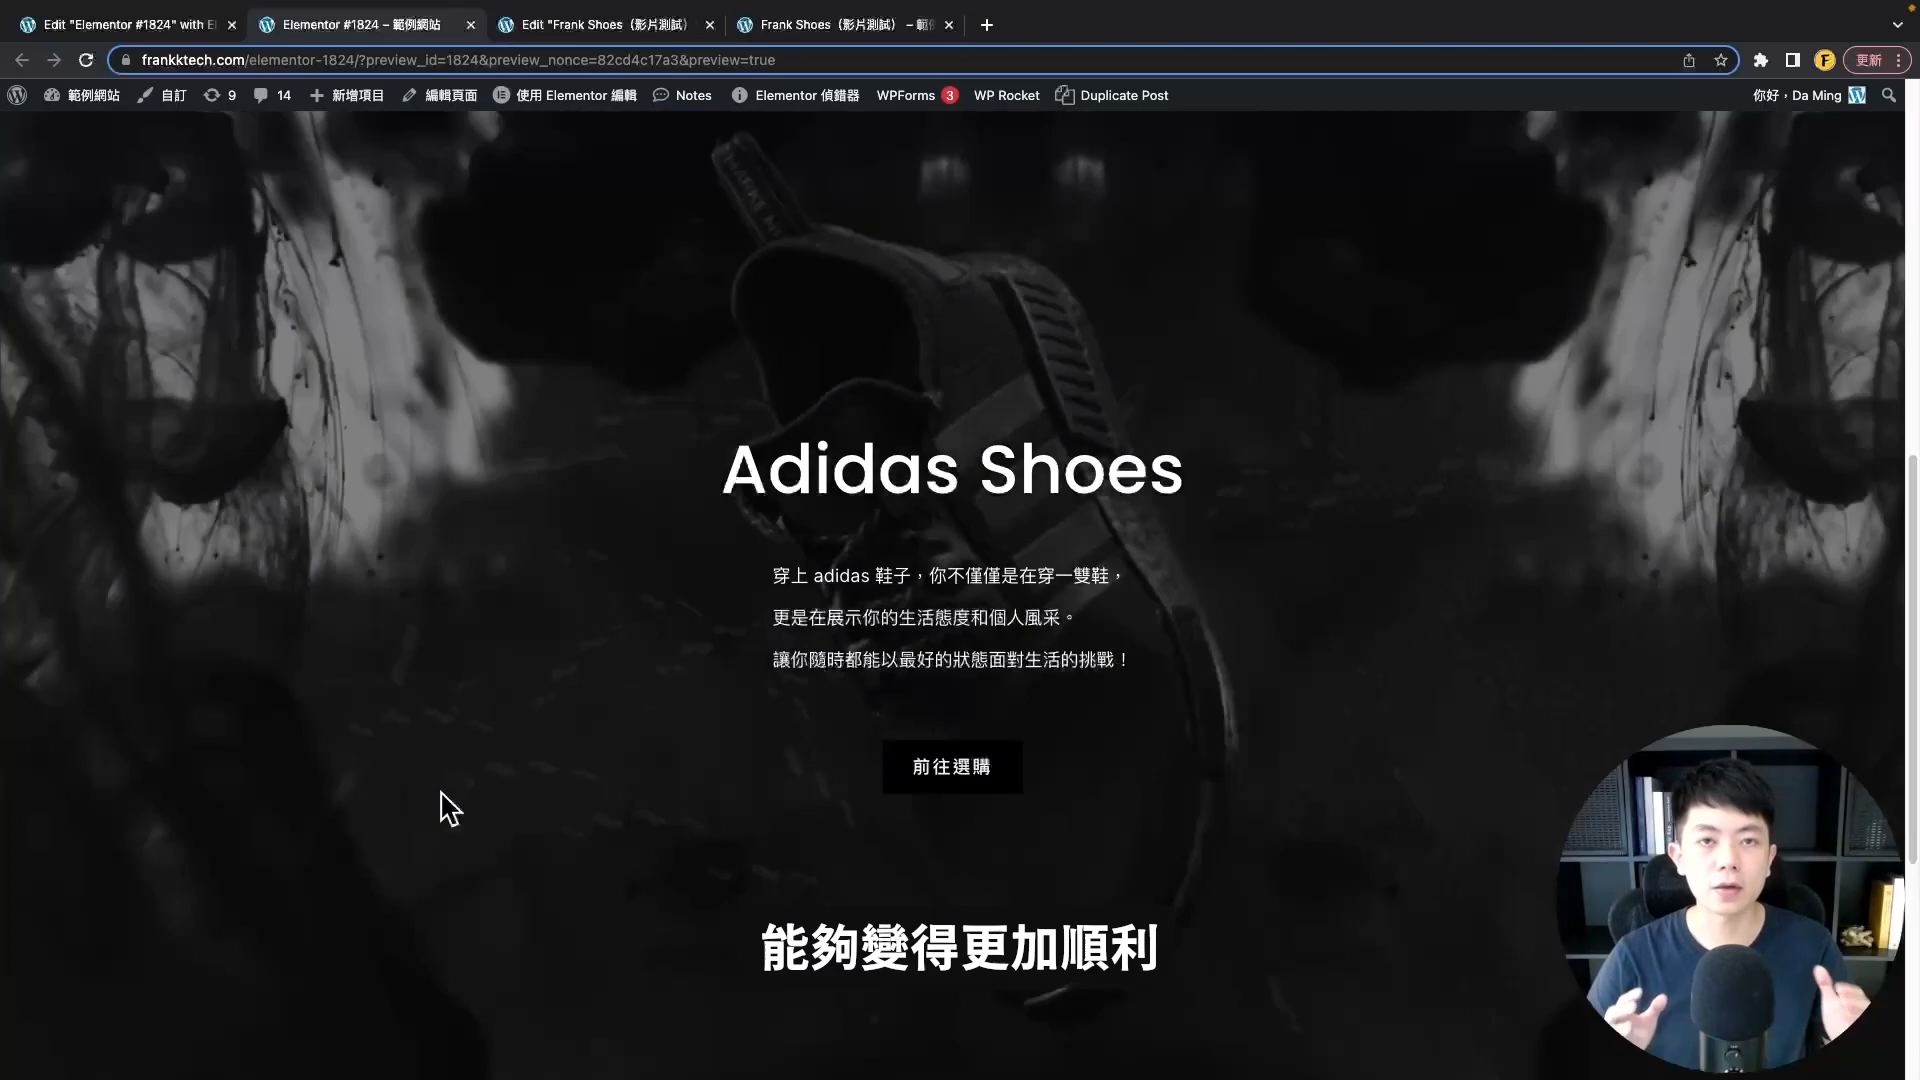 Edit "Elementor #1824" with El
Elementor #1824 – 範例網站
Edit "Frank Shoes（影片測試）
Frank Shoes（影片測試） – 範
frankktech.com/elementor-1824/?preview_id=1824&preview_nonce=82cd4c17a3&preview=true
更新
範例網站
自訂
9
14
新增項目
編輯頁面
使用 Elementor 編輯
Notes
Elementor 偵錯器
WPForms 3
WP Rocket
Duplicate Post
你好，Da Ming
Adidas Shoes
穿上 adidas 鞋子，你不僅僅是在穿一雙鞋，
更是在展示你的生活態度和個人風采。
讓你隨時都能以最好的狀態面對生活的挑戰！
前往選購
能夠變得更加順利